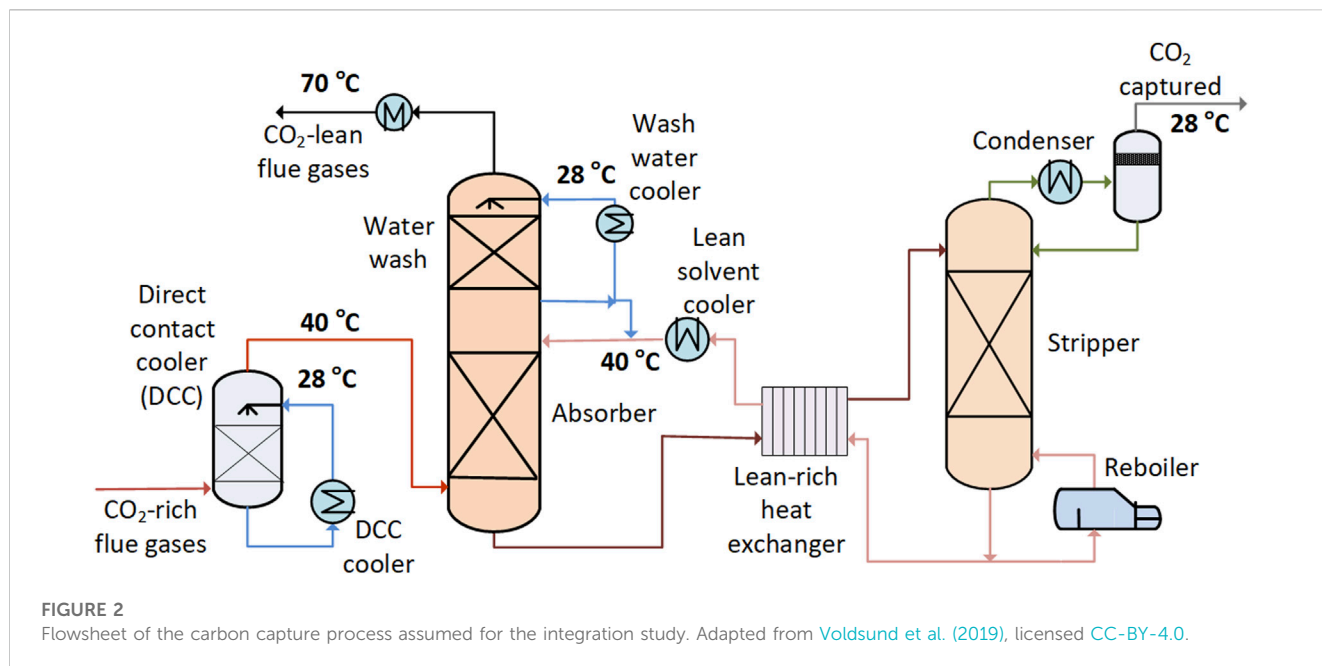 70 °C
CO₂-lean
flue gases
Water
wash
28 °C
Wash
water
cooler
Lean
solvent
cooler
40 °C
Direct
contact
cooler
(DCC)
40 °C
28 °C
CO₂-rich
flue gases
DCC
cooler
Absorber
Lean-rich
heat
exchanger
Condenser
CO₂
captured
28 °C
Stripper
Reboiler
FIGURE 2
Flowsheet of the carbon capture process assumed for the integration study. Adapted from Voldsund et al. (2019), licensed CC-BY-4.0.